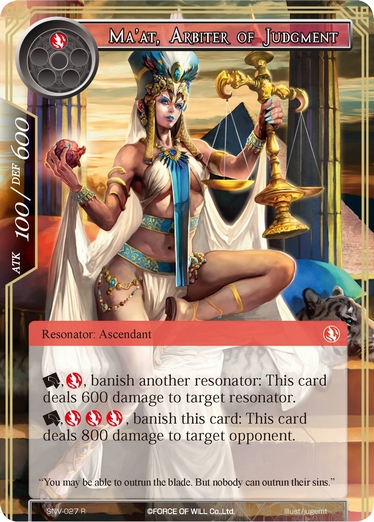 Ma'at, Arbiter of Judgment
ATK 100/DEF 600
Resonator: Ascendant
, , banish another resonator: This card
deals 600 damage to target resonator.
, banish this card: This card
deals 800 damage to target opponent.
"You may be able to outrun the blade. But nobody can outrun their sins."
SNV-027 R
©FORCE OF WILL Co.,Ltd.
Illust/jugemt